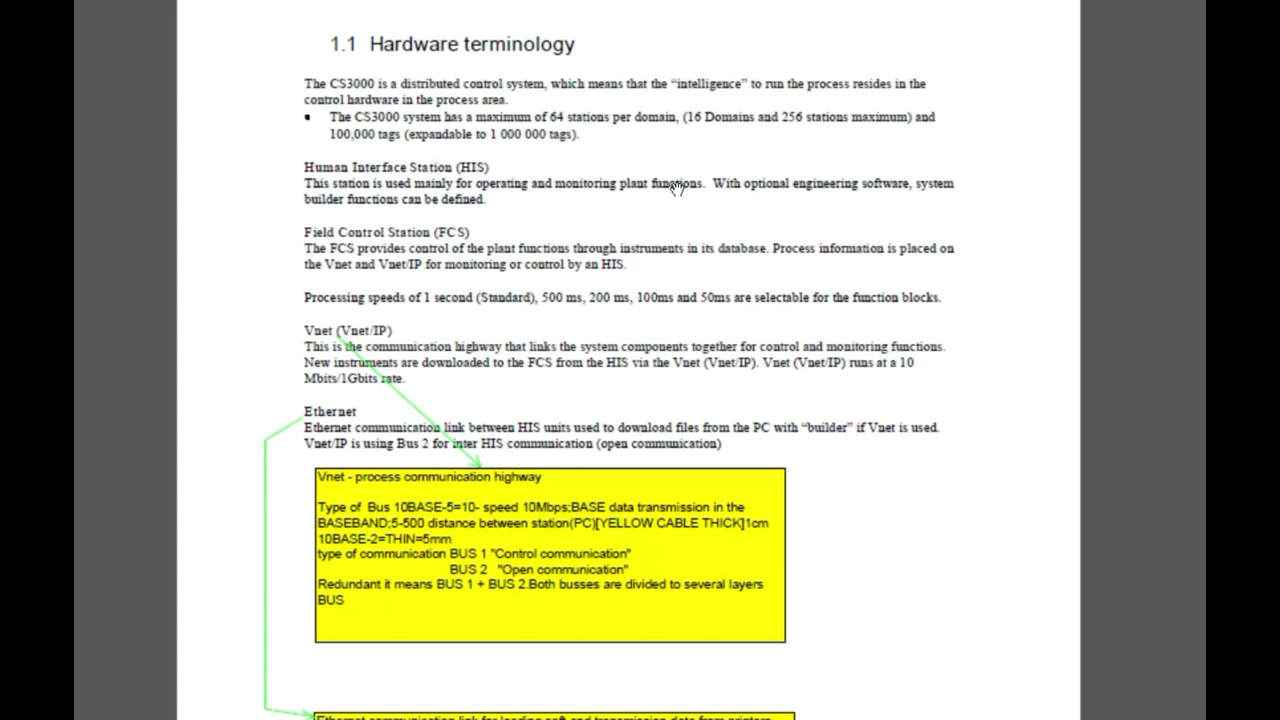 1.1 Hardware terminology
The CS3000 is a distributed control system, which means that the “intelligence” to run the process resides in the
control hardware in the process area.
▪ The CS3000 system has a maximum of 64 stations per domain, (16 Domains and 256 stations maximum) and
100,000 tags (expandable to 1 000 000 tags).
Human Interface Station (HIS)
This station is used mainly for operating and monitoring plant functions. With optional engineering software, system
builder functions can be defined.
Field Control Station (FCS)
The FCS provides control of the plant functions through instruments in its database. Process information is placed on
the Vnet and Vnet/IP for monitoring or control by an HIS.
Processing speeds of 1 second (Standard), 500 ms, 200 ms, 100ms and 50ms are selectable for the function blocks.
Vnet (Vnet/IP)
This is the communication highway that links the system components together for control and monitoring functions.
New instruments are downloaded to the FCS from the HIS via the Vnet (Vnet/IP). Vnet (Vnet/IP) runs at a 10
Mbits/1Gbits rate.
Ethernet
Ethernet communication link between HIS units used to download files from the PC with “builder” if Vnet is used.
Vnet/IP is using Bus 2 for inter HIS communication (open communication)
Vnet - process communication highway
Type of Bus 10BASE-5=10- speed 10Mbps;BASE data transmission in the
BASEBAND;5-500 distance between station(PC)[YELLOW CABLE THICK]1cm
10BASE-2=THIN=5mm
type of communication BUS 1 "Control communication"
BUS 2 "Open communication"
Redundant it means BUS 1 + BUS 2.Both busses are divided to several layers
BUS
Ethernet communication link for loading soft and transmission data from printers